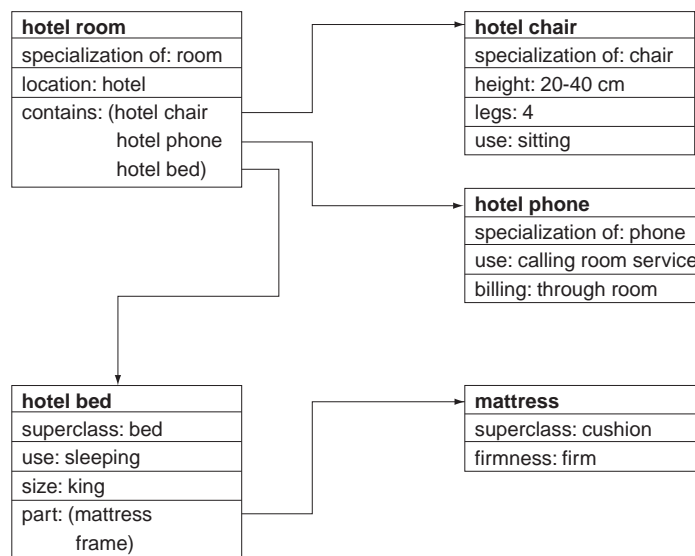 hotel room
specialization of: room
location: hotel
contains: (hotel chair
hotel phone
hotel bed)
hotel chair
specialization of: chair
height: 20-40 cm
legs: 4
use: sitting
hotel phone
specialization of: phone
use: calling room service
billing: through room
hotel bed
superclass: bed
use: sleeping
size: king
part: (mattress
frame)
mattress
superclass: cushion
firmness: firm